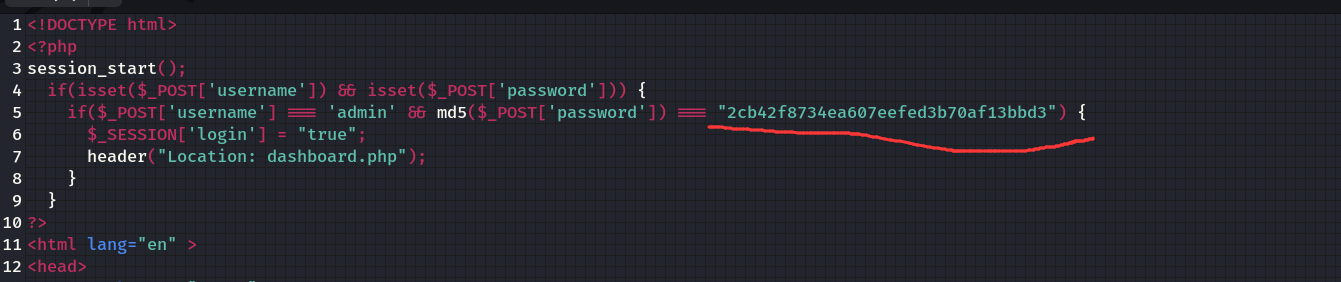 1 <!DOCTYPE html>
2 <?php
3 session_start();
4   if(isset($_POST['username']) && isset($_POST['password'])) {
5     if($_POST['username'] === 'admin' && md5($_POST['password']) === "2cb42f8734ea607eefed3b70af13bbd3") {
6       $_SESSION['login'] = "true";
7       header("Location: dashboard.php");
8     }
9   }
10 ?>
11 <html lang="en" >
12 <head>